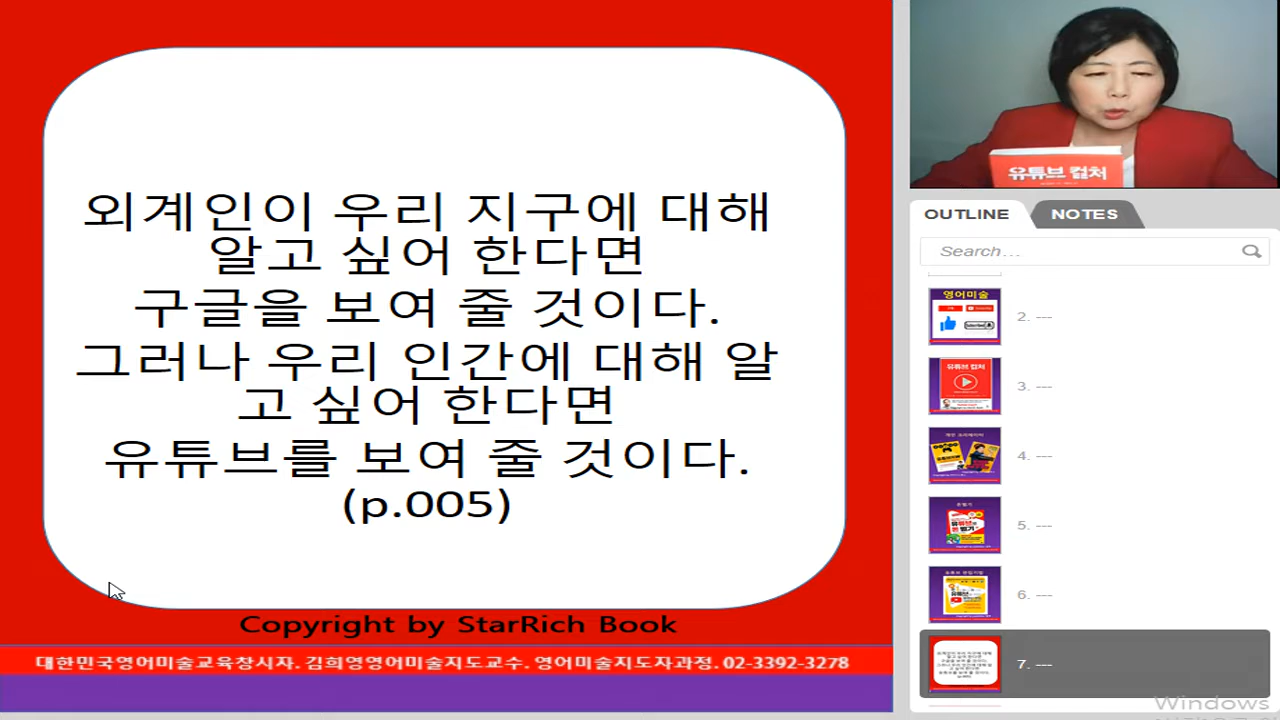 외계인이 우리 지구에 대해
알고 싶어 한다면
구글을 보여 줄 것이다.
그러나 우리 인간에 대해 알
고 싶어 한다면
유튜브를 보여 줄 것이다.
(p.005)
Copyright by StarRich Book
대한민국영어미술교육창시자. 김희영영어미술지도교수. 영어미술지도자과정. 02-3392-3278
유튜브 컬처
OUTLINE
NOTES
Search...
영어미술
2. ---
유튜브 컬처
3. ---
4. ---
5. ---
6. ---
7. ---
Windows